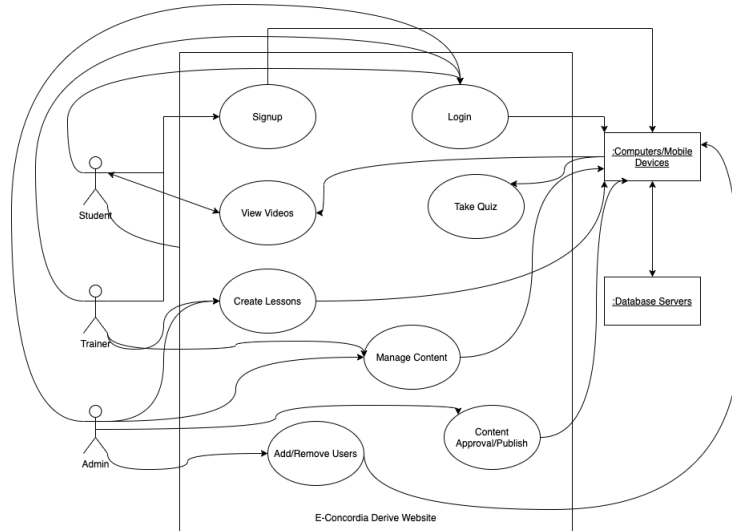 Signup
Login
:Computers/Mobile
Devices
Student
View Videos
Take Quiz
Trainer
Create Lessons
:Database Servers
Manage Content
Admin
Content
Approval/Publish
Add/Remove Users
E-Concordia Derive Website